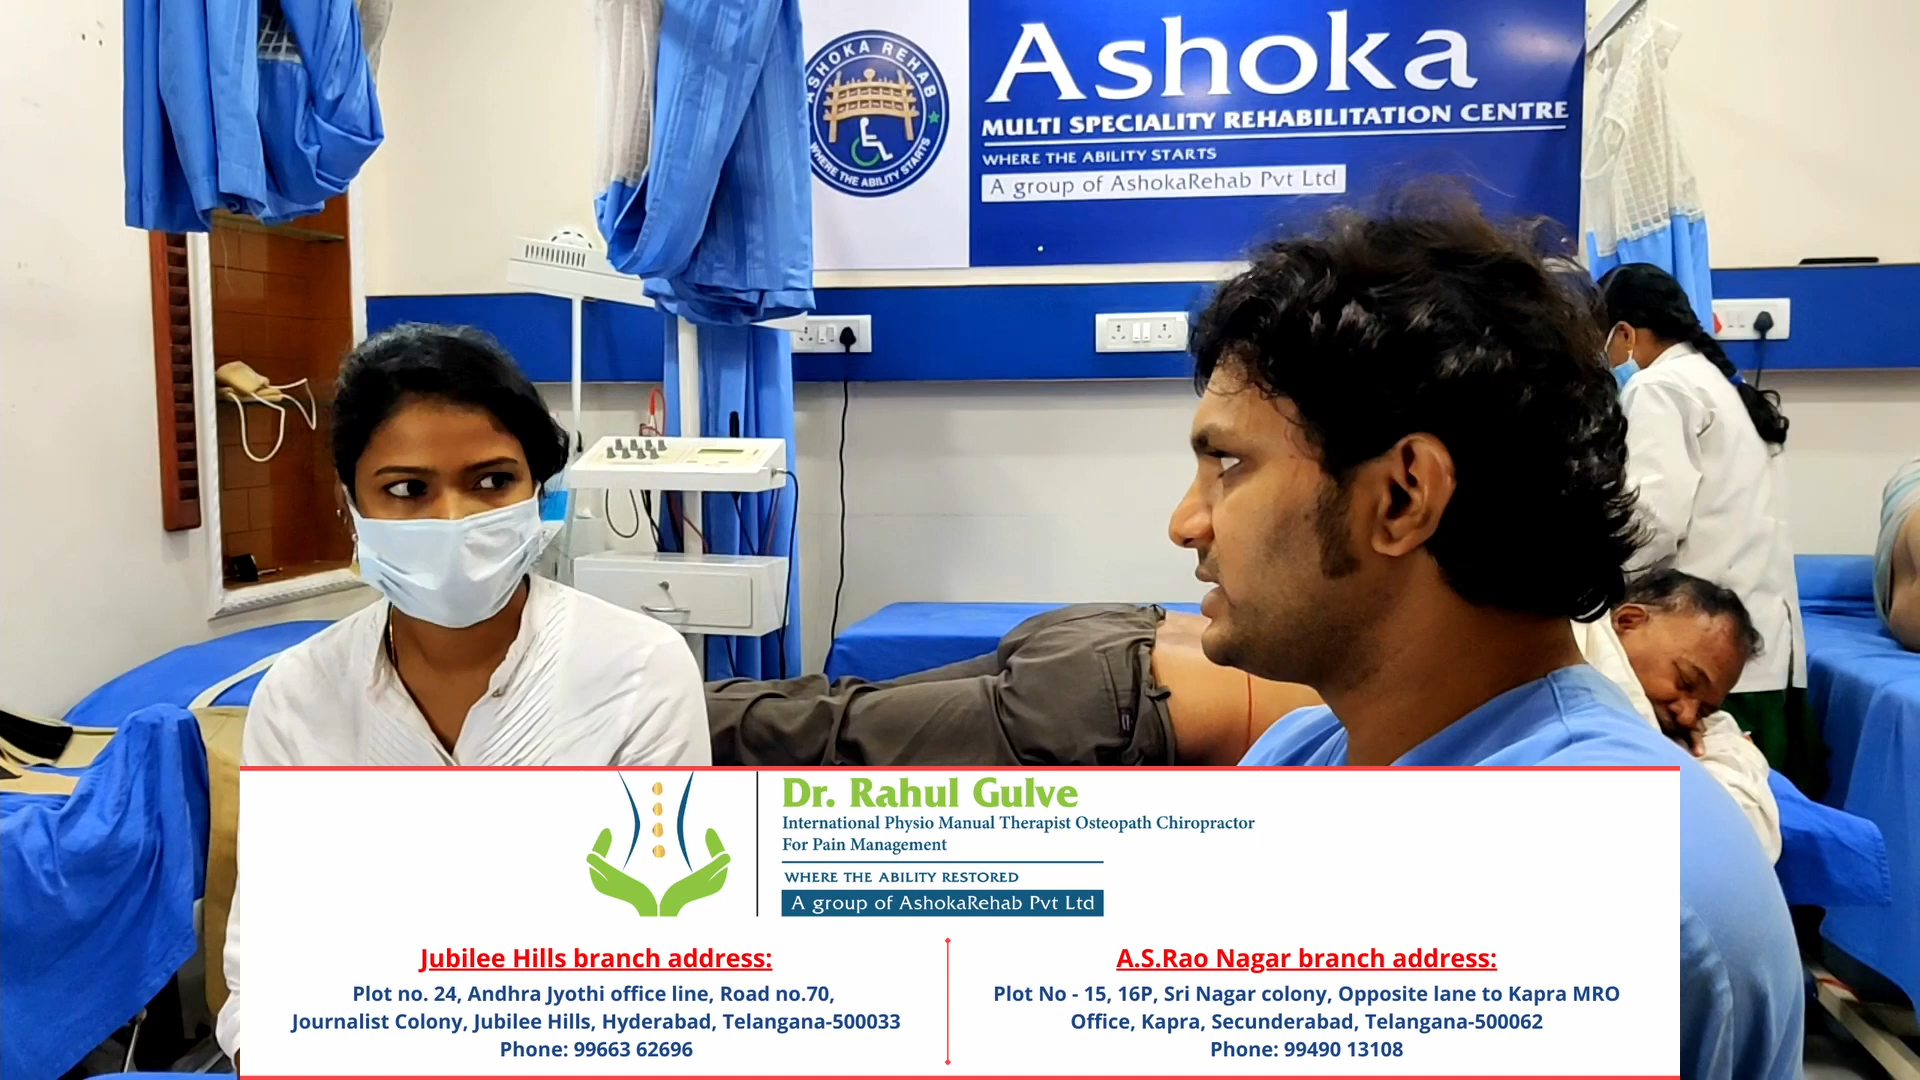 ASHOKA REHAB
WHERE THE ABILITY STARTS
Ashoka
MULTI SPECIALITY REHABILITATION CENTRE
WHERE THE ABILITY STARTS
A group of AshokaRehab Pvt Ltd
Dr. Rahul Gulve
International Physio Manual Therapist Osteopath Chiropractor
For Pain Management
WHERE THE ABILITY RESTORED
A group of AshokaRehab Pvt Ltd
Jubilee Hills branch address:
Plot no. 24, Andhra Jyothi office line, Road no.70,
Journalist Colony, Jubilee Hills, Hyderabad, Telangana-500033
Phone: 99663 62696
A.S.Rao Nagar branch address:
Plot No - 15, 16P, Sri Nagar colony, Opposite lane to Kapra MRO
Office, Kapra, Secunderabad, Telangana-500062
Phone: 99490 13108